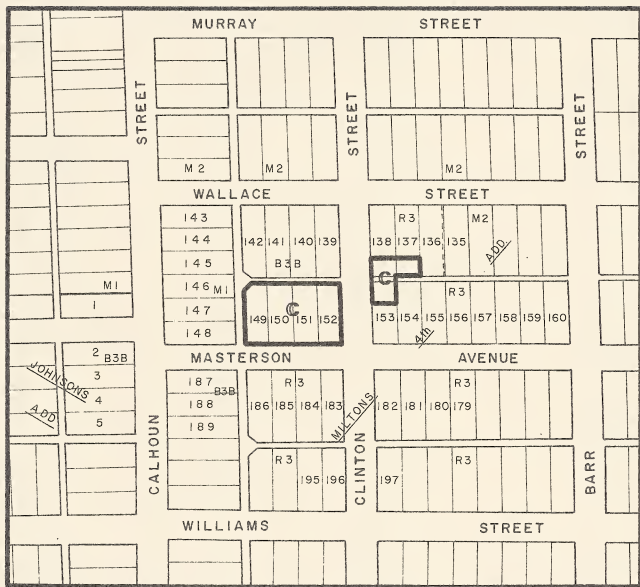 MURRAY STREET
STREET
STREET
STREET
M2 M2 M2
WALLACE STREET
143
144
145
146 M1
147
148
142 141 140 139
B3B
R3 M2
138 137 136 135
ADD
C
M1
1
149 150 151 152
C
R3
153 154 155 156 157 158 159 160
4th
2 B3B
3
4
5
JOHNSONS
ADD
MASTERSON AVENUE
187 B3B
188
189
R3
186 185 184 183
MILTONS
R3
182 181 180 179
CALHOUN
CLINTON
BARR
R3
195 196
R3
197
WILLIAMS STREET